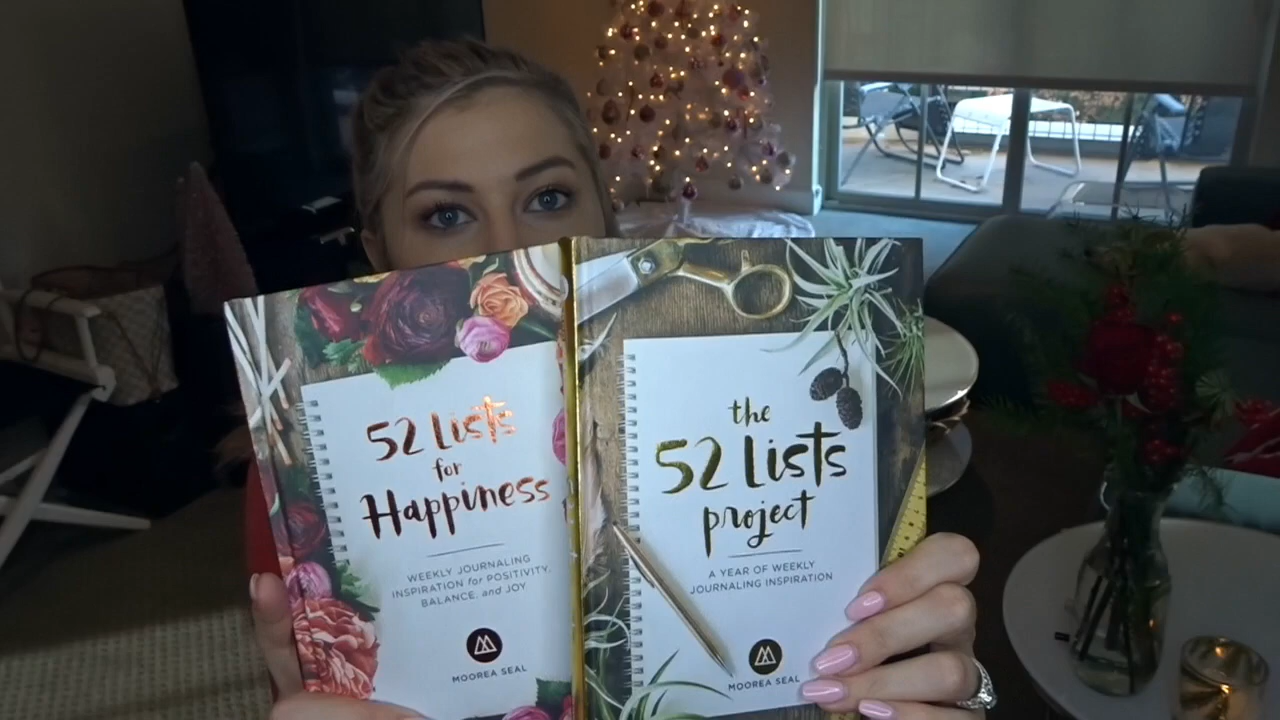 52 Lists
for
Happiness
WEEKLY JOURNALING
INSPIRATION for POSITIVITY,
BALANCE, and JOY
MOOREA SEAL
the
52 Lists
project
A YEAR OF WEEKLY
JOURNALING INSPIRATION
MOOREA SEAL